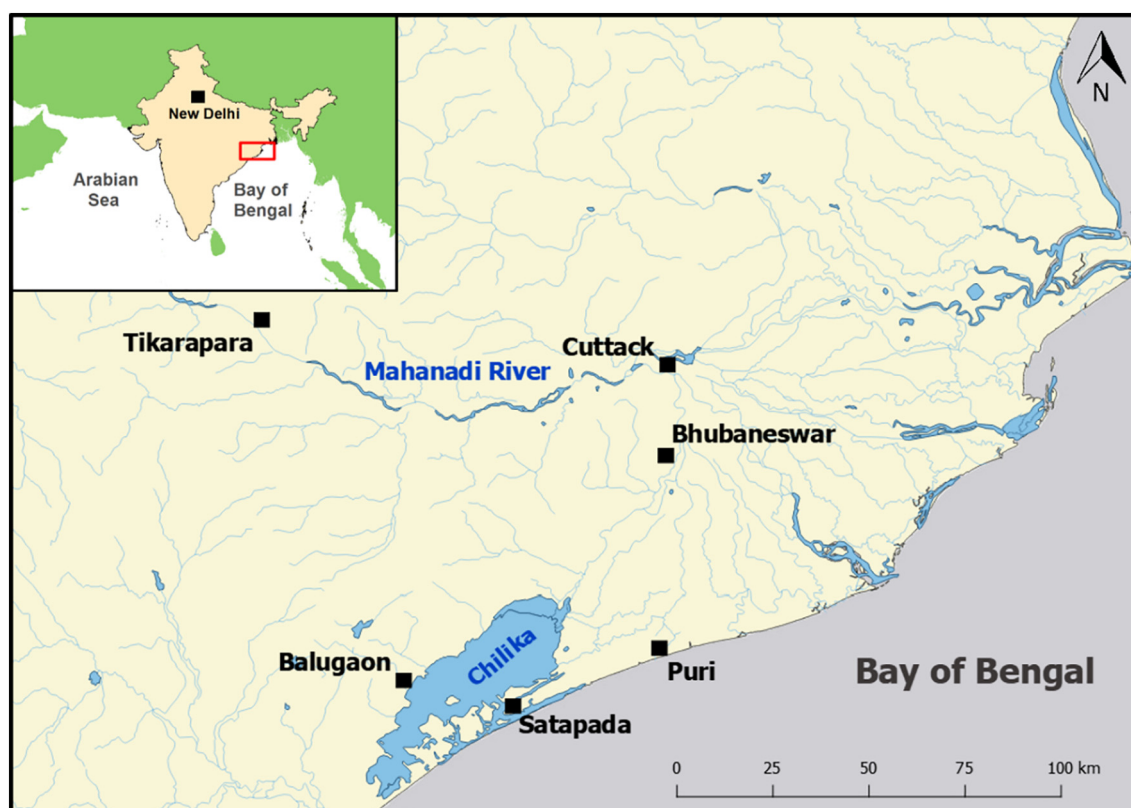 New Delhi
Arabian
Sea
Bay of
Bengal
N
Tikarapara
Cuttack
Mahanadi River
Bhubaneswar
Chilika
Balugaon
Puri
Bay of Bengal
Satapada
0 25 50 75 100 km